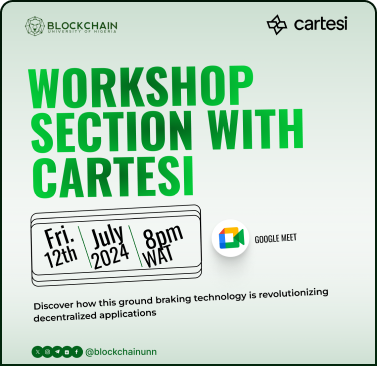 BLOCKCHAIN
UNIVERSITY OF NIGERIA
cartesi
WORKSHOP
SECTION WITH
CARTESI
Fri.
12th
July
2024
8pm
WAT
GOOGLE MEET
Discover how this ground braking technology is revolutionizing
decentralized applications
@blockchainunn